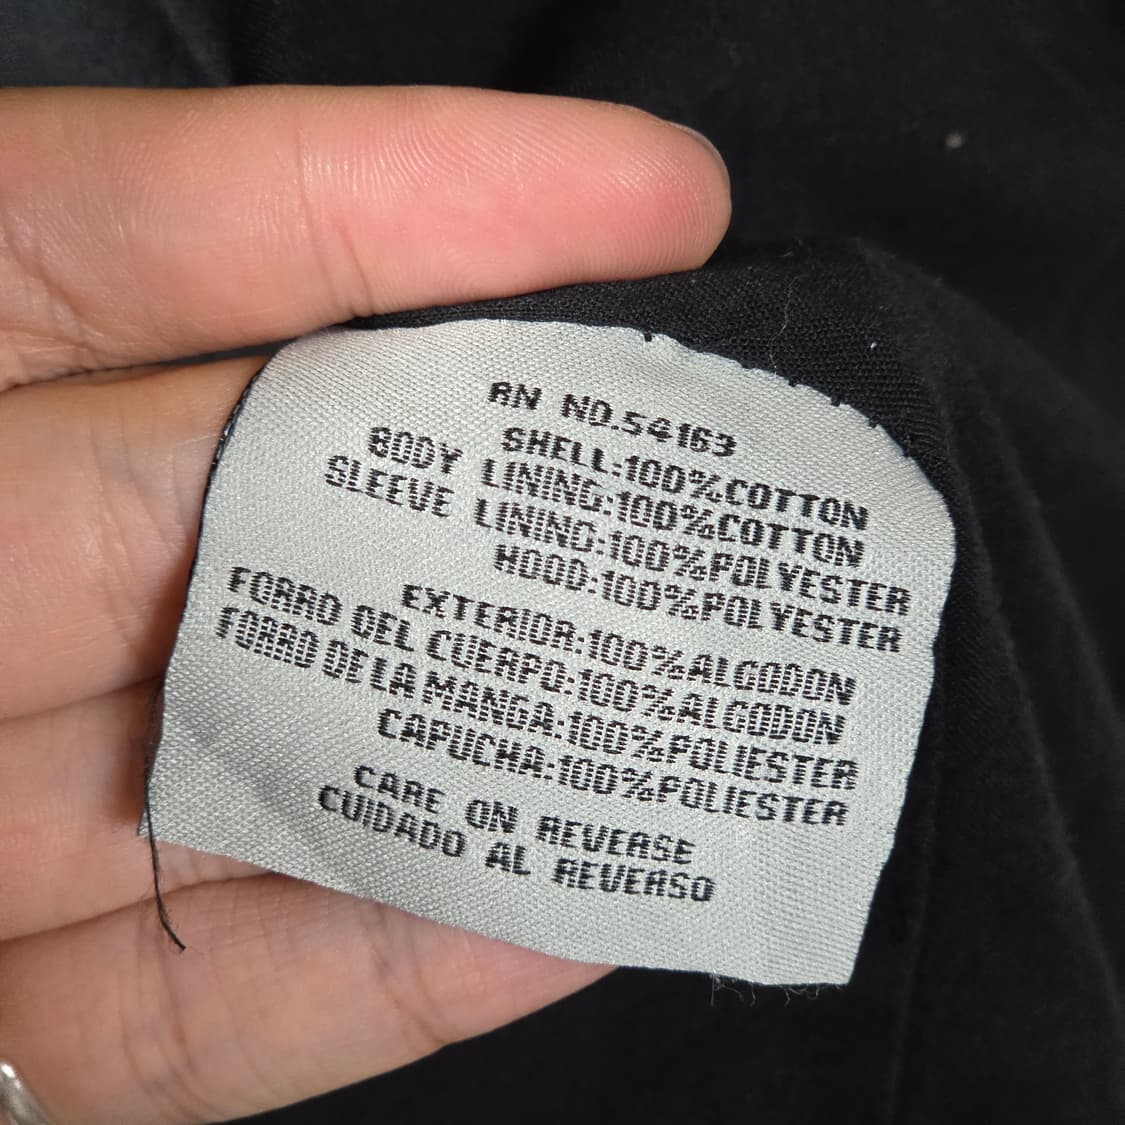 RN NO.54163
SHELL:100%COTTON
BODY LINING:100%COTTON
SLEEVE LINING:100%POLYESTER
HOOD:100%POLYESTER
EXTERIOR:100%ALGODON
FORRO DEL CUERPO:100%ALGODON
FORRO DE LA MANGA:100%POLIESTER
CAPUCHA:100%POLIESTER
CARE ON REVERSE
CUIDADO AL REVERSO